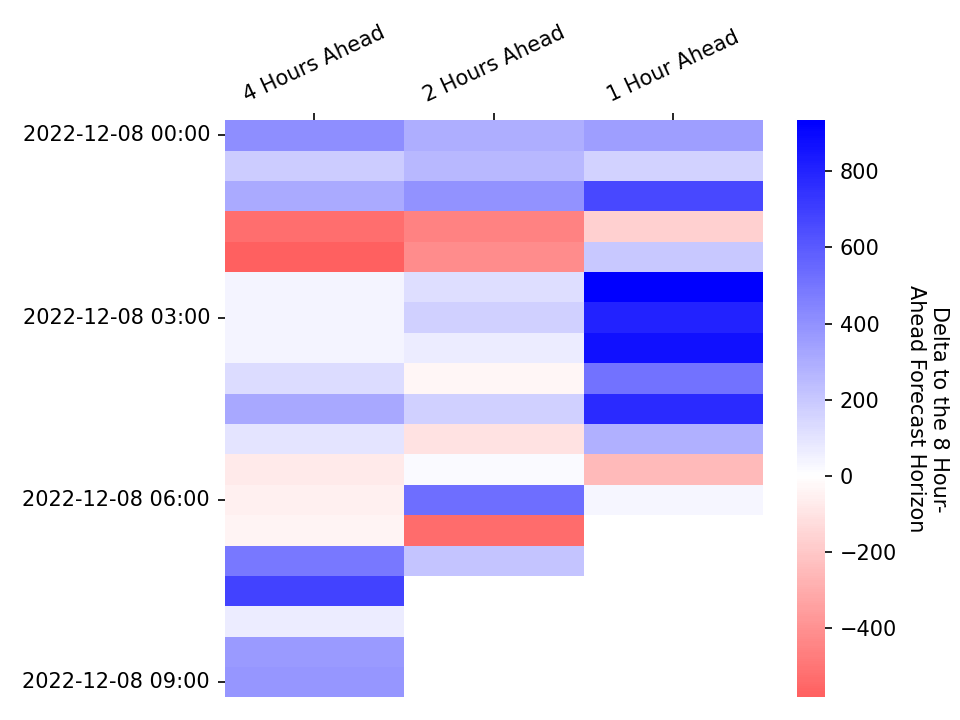 4 Hours Ahead
2 Hours Ahead
1 Hour Ahead
2022-12-08 00:00
2022-12-08 03:00
2022-12-08 06:00
2022-12-08 09:00
800
600
400
200
0
−200
−400
Delta to the 8 Hour-
Ahead Forecast Horizon